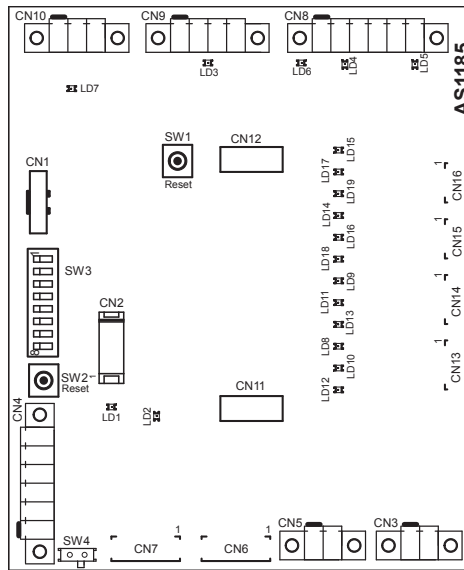 CN10
CN9
CN8
LD3
LD6
LD4
LD5
AS1185
LD7
SW1
Reset
CN12
LD15
LD17
LD19
LD14
LD16
LD18
LD9
LD11
LD13
LD8
LD10
LD12
1
CN16
1
CN15
1
CN14
1
CN13
CN1
1
SW3
8
CN2
1
SW2
Reset
CN4
LD1
LD2
CN11
SW4
1
CN7
1
CN6
CN5
CN3